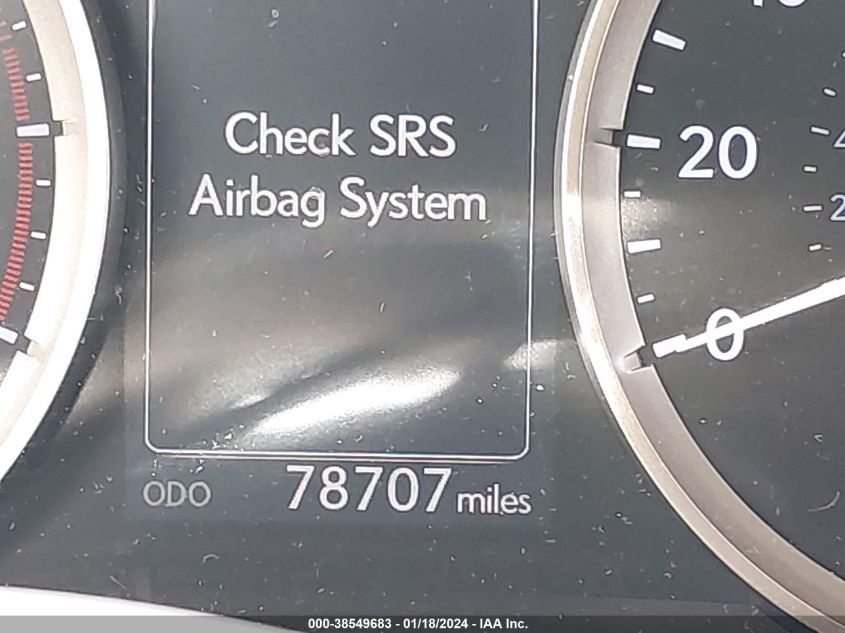 Check SRS
Airbag System
20
0
ODO 78707 miles
000-38549683 - 01/18/2024 - IAA Inc.